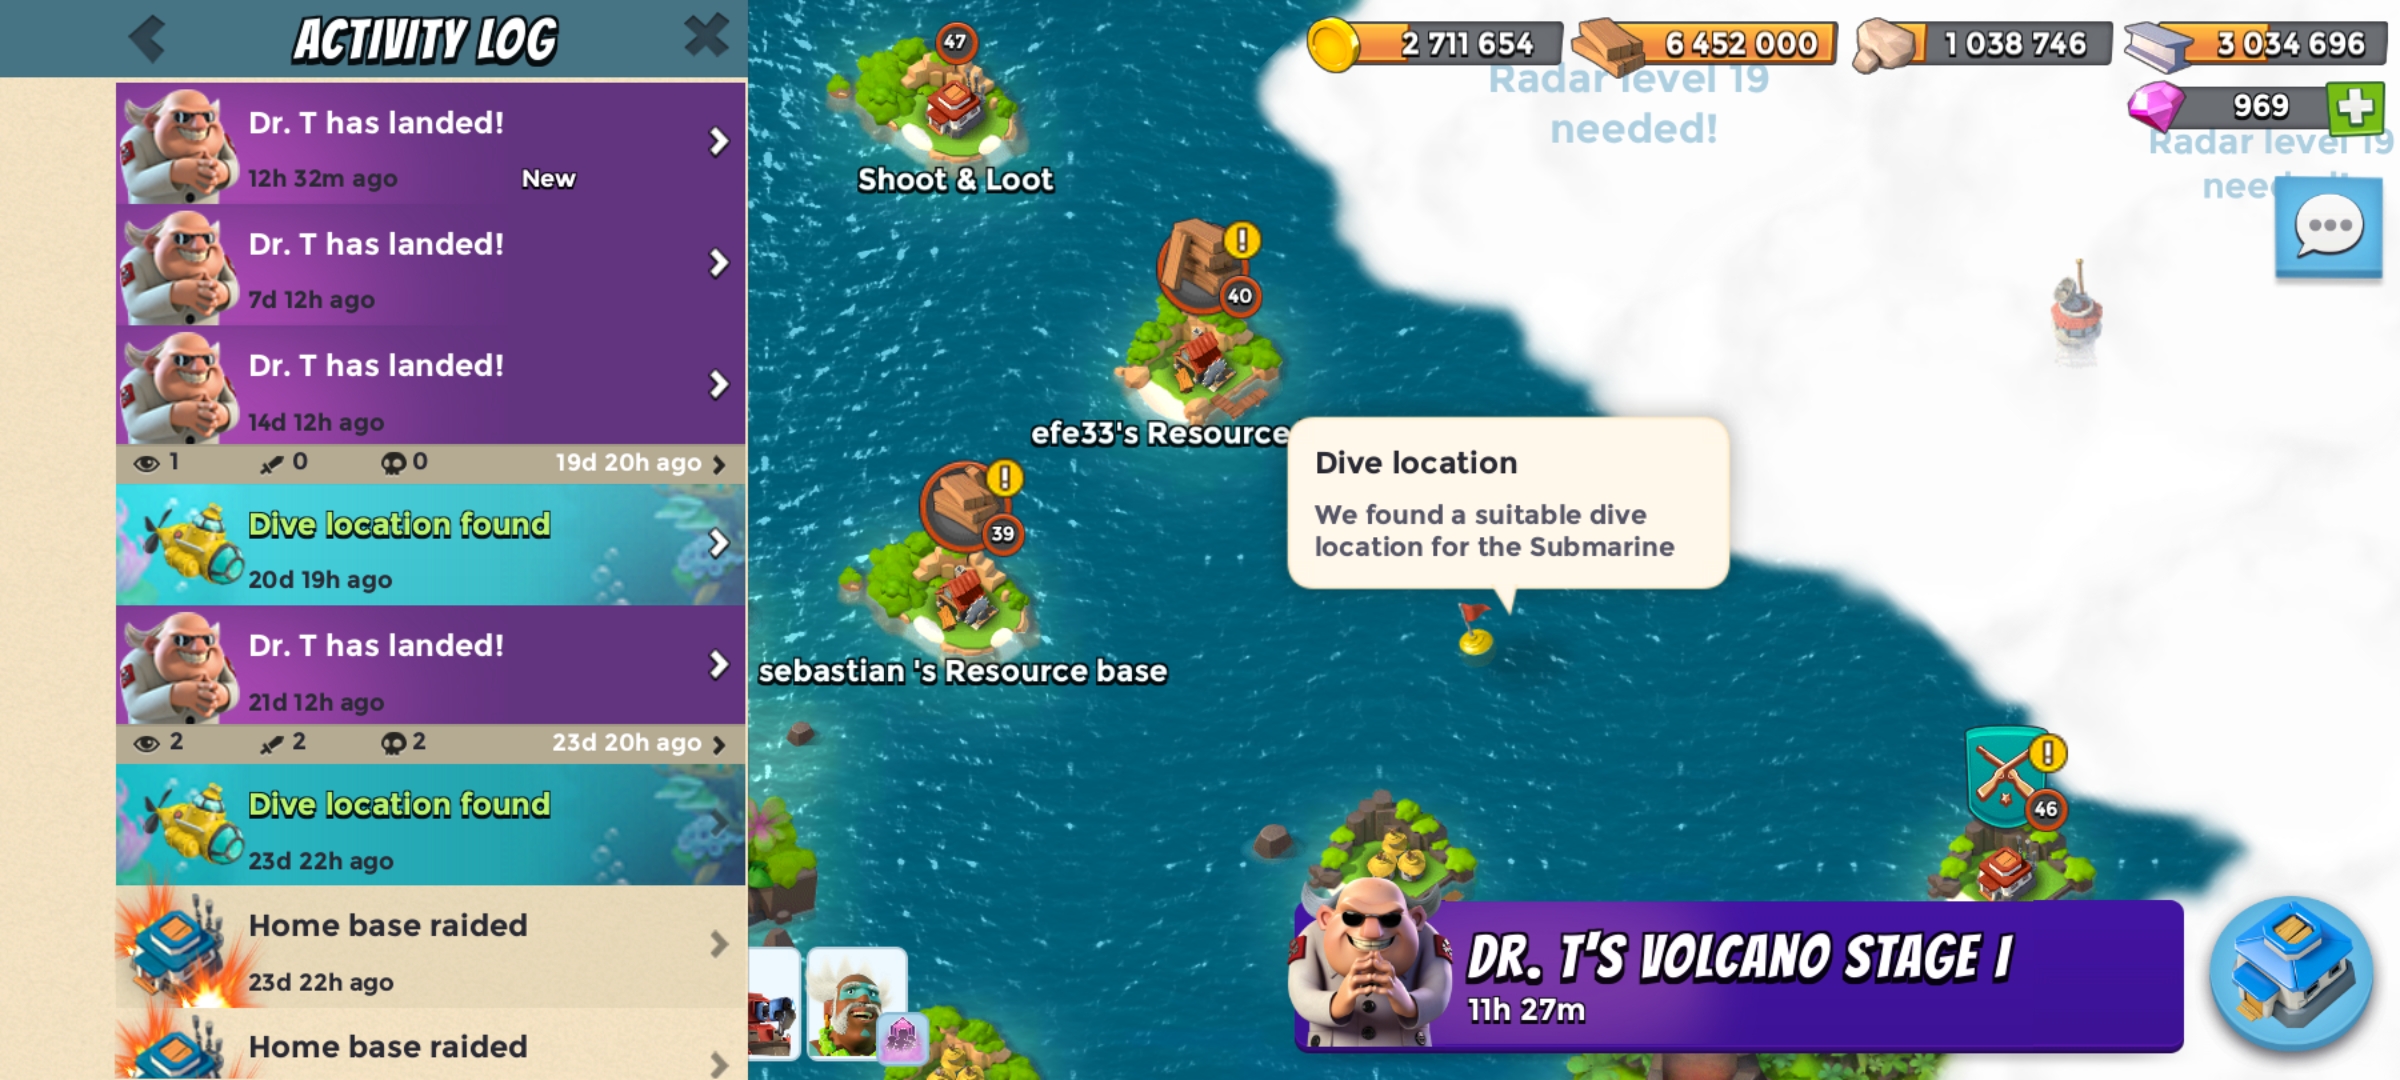 ACTIVITY LOG
Dr. T has landed!
12h 32m ago
New
Dr. T has landed!
7d 12h ago
Dr. T has landed!
14d 12h ago
1 0 0 19d 20h ago
Dive location found
20d 19h ago
Dr. T has landed!
21d 12h ago
2 2 2 23d 20h ago
Dive location found
23d 22h ago
Home base raided
23d 22h ago
Home base raided
2 711 654
6 452 000
1 038 746
3 034 696
969
Radar level 19
needed!
Radar level 19
47
Shoot & Loot
!
40
efe33's Resource
!
39
sebastian 's Resource base
Dive location
We found a suitable dive
location for the Submarine
!
46
DR. T'S VOLCANO STAGE I
11h 27m